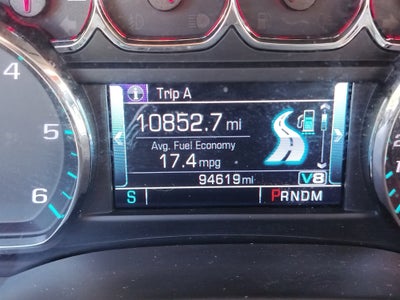 Trip A
10852.7 mi
Avg. Fuel Economy
17.4 mpg
94619 mi V8
S PRNDM
4
5
6